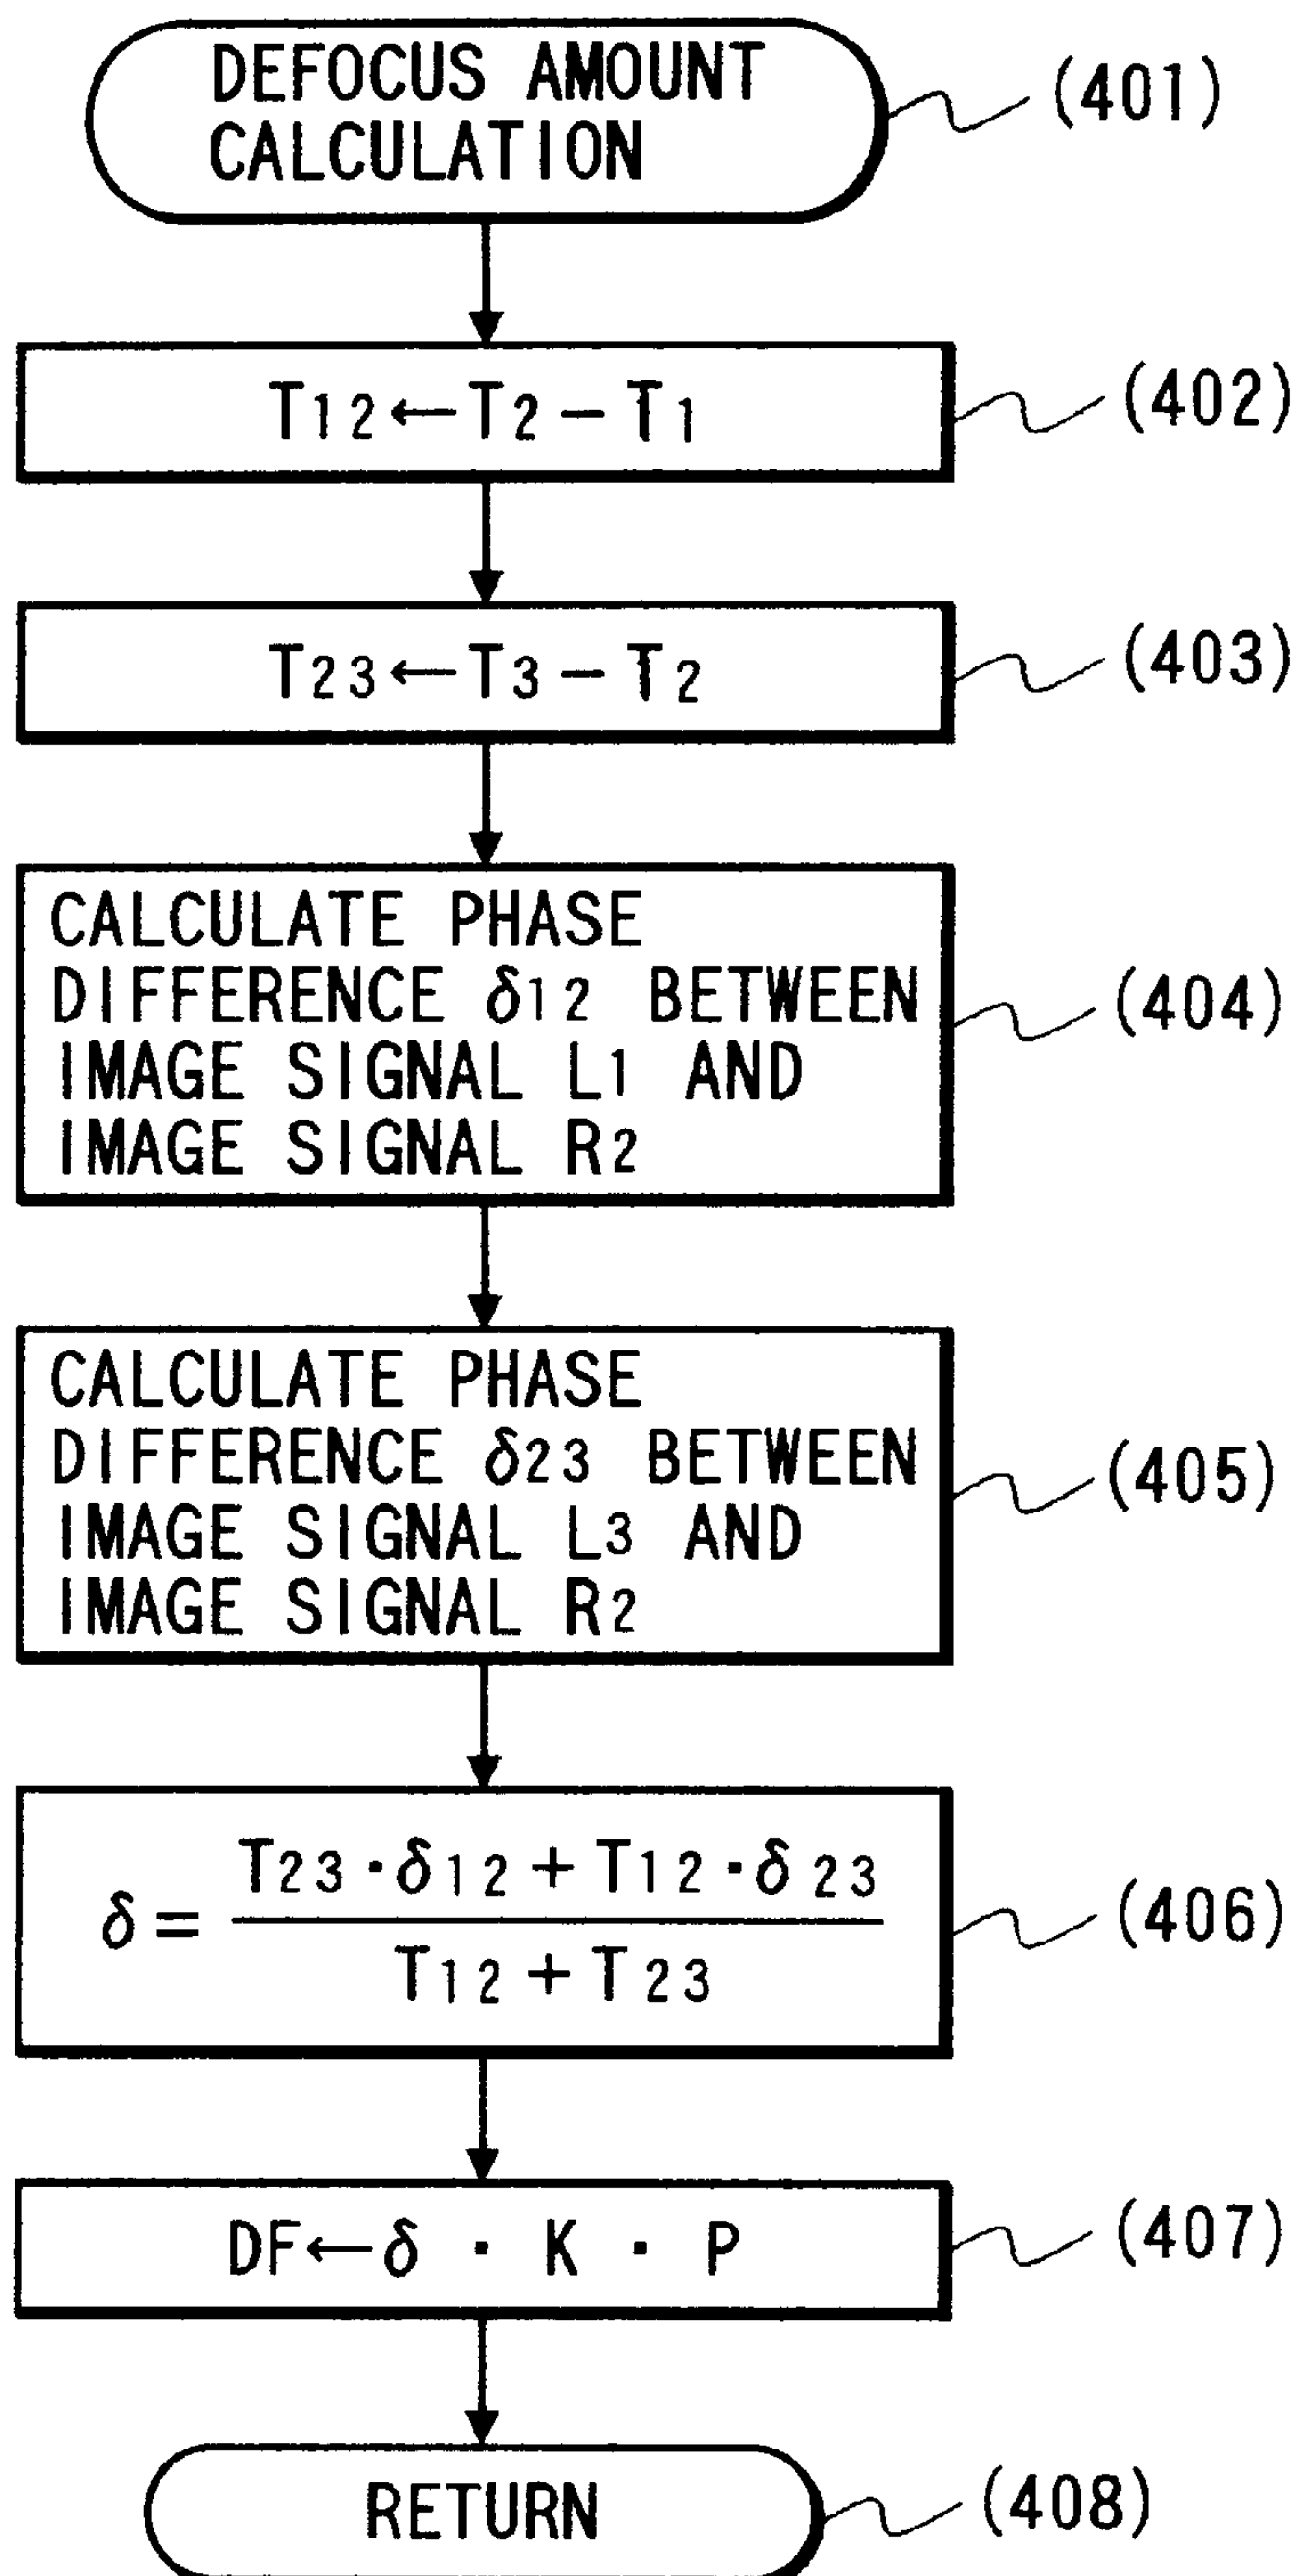 DEFOCUS AMOUNT
CALCULATION
(401)
T12←T2−T1
(402)
T23←T3−T2
(403)
CALCULATE PHASE
DIFFERENCE δ12 BETWEEN
IMAGE SIGNAL L1 AND
IMAGE SIGNAL R2
(404)
CALCULATE PHASE
DIFFERENCE δ23 BETWEEN
IMAGE SIGNAL L3 AND
IMAGE SIGNAL R2
(405)
T23・δ12+T12・δ23
δ=
T12+T23
(406)
DF←δ ・ K ・ P
(407)
RETURN
(408)